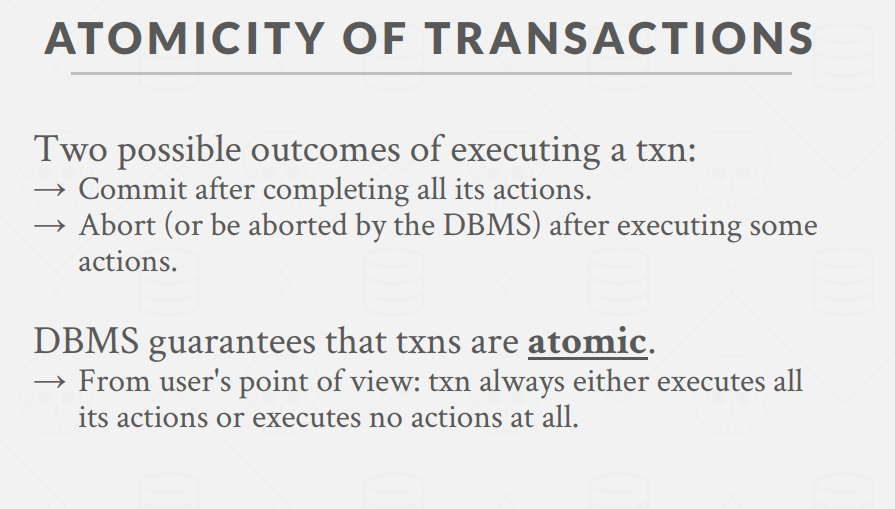 ATOMICITY OF TRANSACTIONS
Two possible outcomes of executing a txn:
→ Commit after completing all its actions.
→ Abort (or be aborted by the DBMS) after executing some
actions.
DBMS guarantees that txns are atomic.
→ From user's point of view: txn always either executes all
its actions or executes no actions at all.